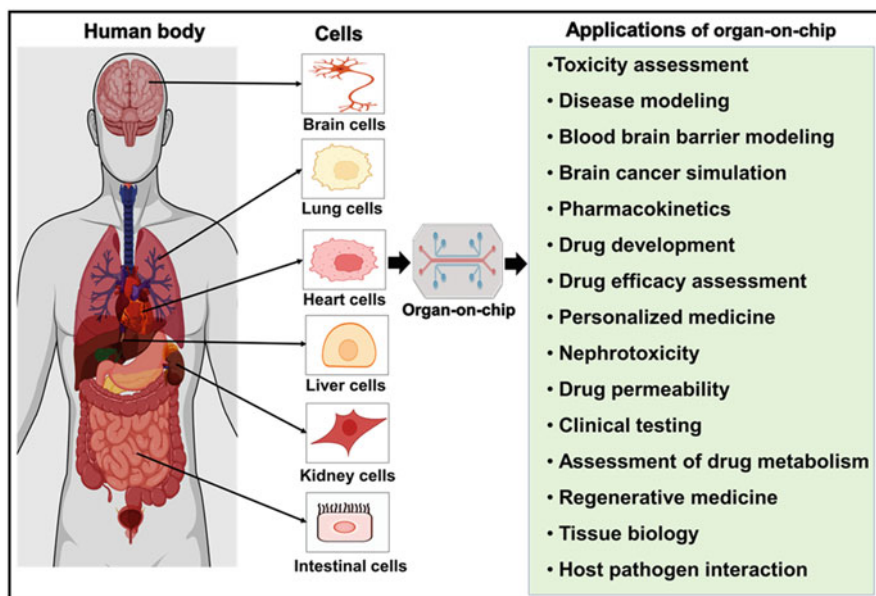 Human body
Cells
Brain cells
Lung cells
Heart cells
Liver cells
Kidney cells
Intestinal cells
Organ-on-chip
Applications of organ-on-chip
•Toxicity assessment
• Disease modeling
• Blood brain barrier modeling
• Brain cancer simulation
• Pharmacokinetics
• Drug development
• Drug efficacy assessment
• Personalized medicine
• Nephrotoxicity
• Drug permeability
• Clinical testing
• Assessment of drug metabolism
• Regenerative medicine
• Tissue biology
• Host pathogen interaction